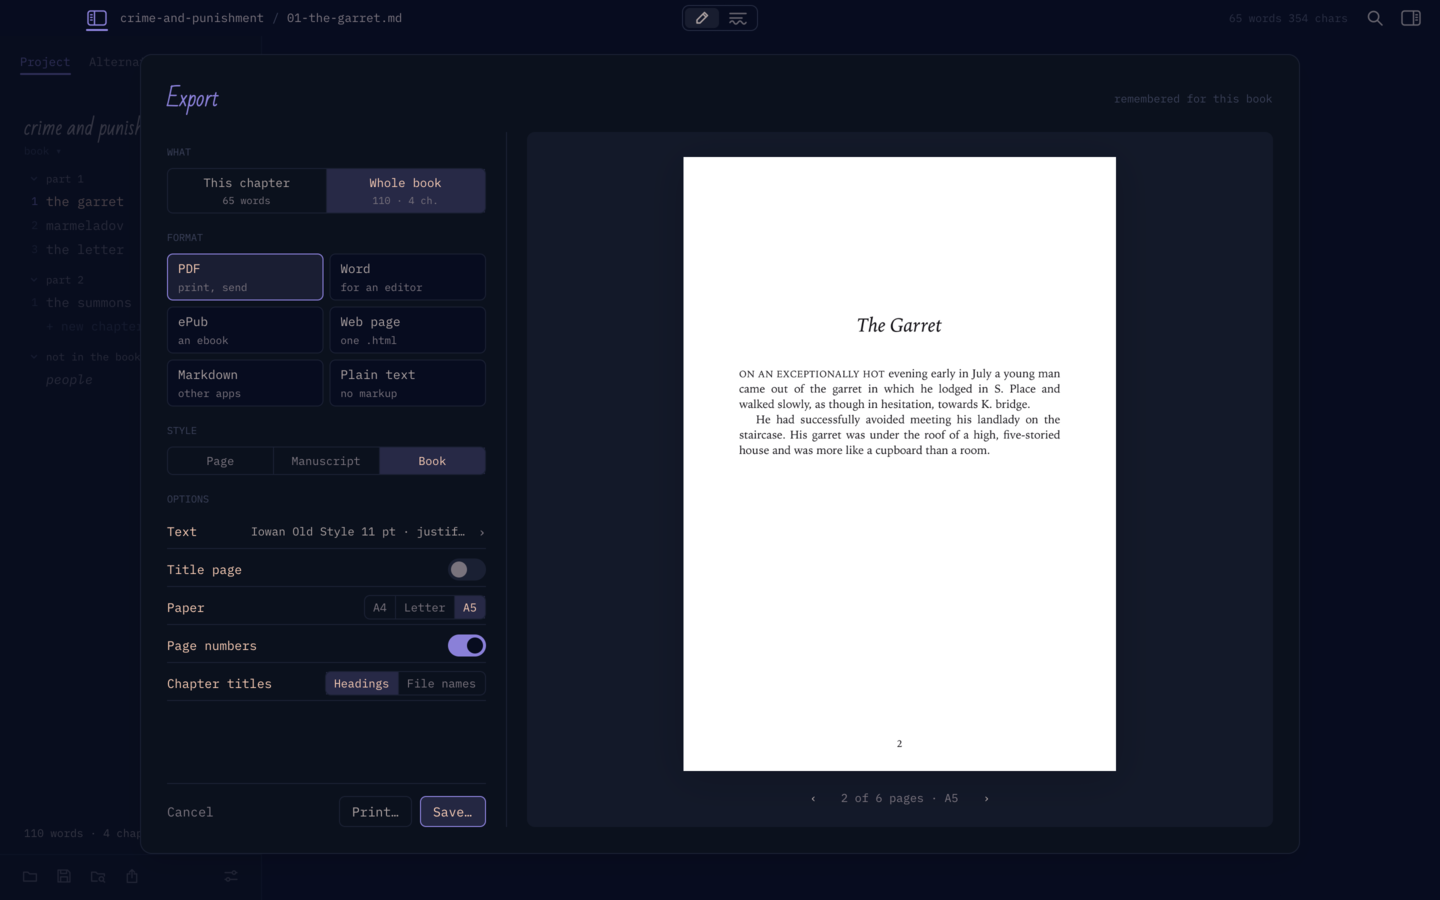 crime-and-punishment / 01-the-garret.md
65 words 354 chars
Project Alterna
crime and punish
book
part 1
1 the garret
2 marmeladov
3 the letter
part 2
1 the summons
+ new chapter
not in the book
people
110 words · 4 chap
Export
remembered for this book
WHAT
This chapter
65 words
Whole book
110 · 4 ch.
FORMAT
PDF
print, send
Word
for an editor
ePub
an ebook
Web page
one .html
Markdown
other apps
Plain text
no markup
STYLE
Page Manuscript Book
OPTIONS
Text Iowan Old Style 11 pt · justif… ›
Title page
Paper A4 Letter A5
Page numbers
Chapter titles Headings File names
Cancel Print… Save…
The Garret
ON AN EXCEPTIONALLY HOT evening early in July a young man
came out of the garret in which he lodged in S. Place and
walked slowly, as though in hesitation, towards K. bridge.
He had successfully avoided meeting his landlady on the
staircase. His garret was under the roof of a high, five-storied
house and was more like a cupboard than a room.
2
‹ 2 of 6 pages · A5 ›